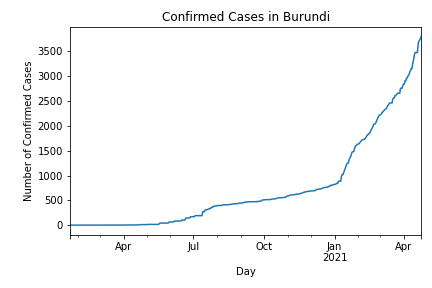 Confirmed Cases in Burundi
Number of Confirmed Cases
3500
3000
2500
2000
1500
1000
500
0
Apr
Jul
Oct
Jan
2021
Apr
Day